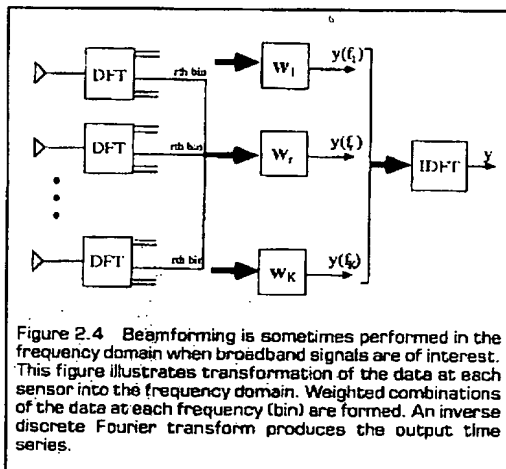 DFT
rth bin
DFT
rth bin
DFT
rth bin
W1
y(f1)
Wr
y(fr)
WK
y(fK)
IDFT
y
Figure 2.4 Beamforming is sometimes performed in the
frequency domain when broadband signals are of interest.
This figure illustrates transformation of the data at each
sensor into the frequency domain. Weighted combinations
of the data at each frequency (bin) are formed. An inverse
discrete Fourier transform produces the output time
series.